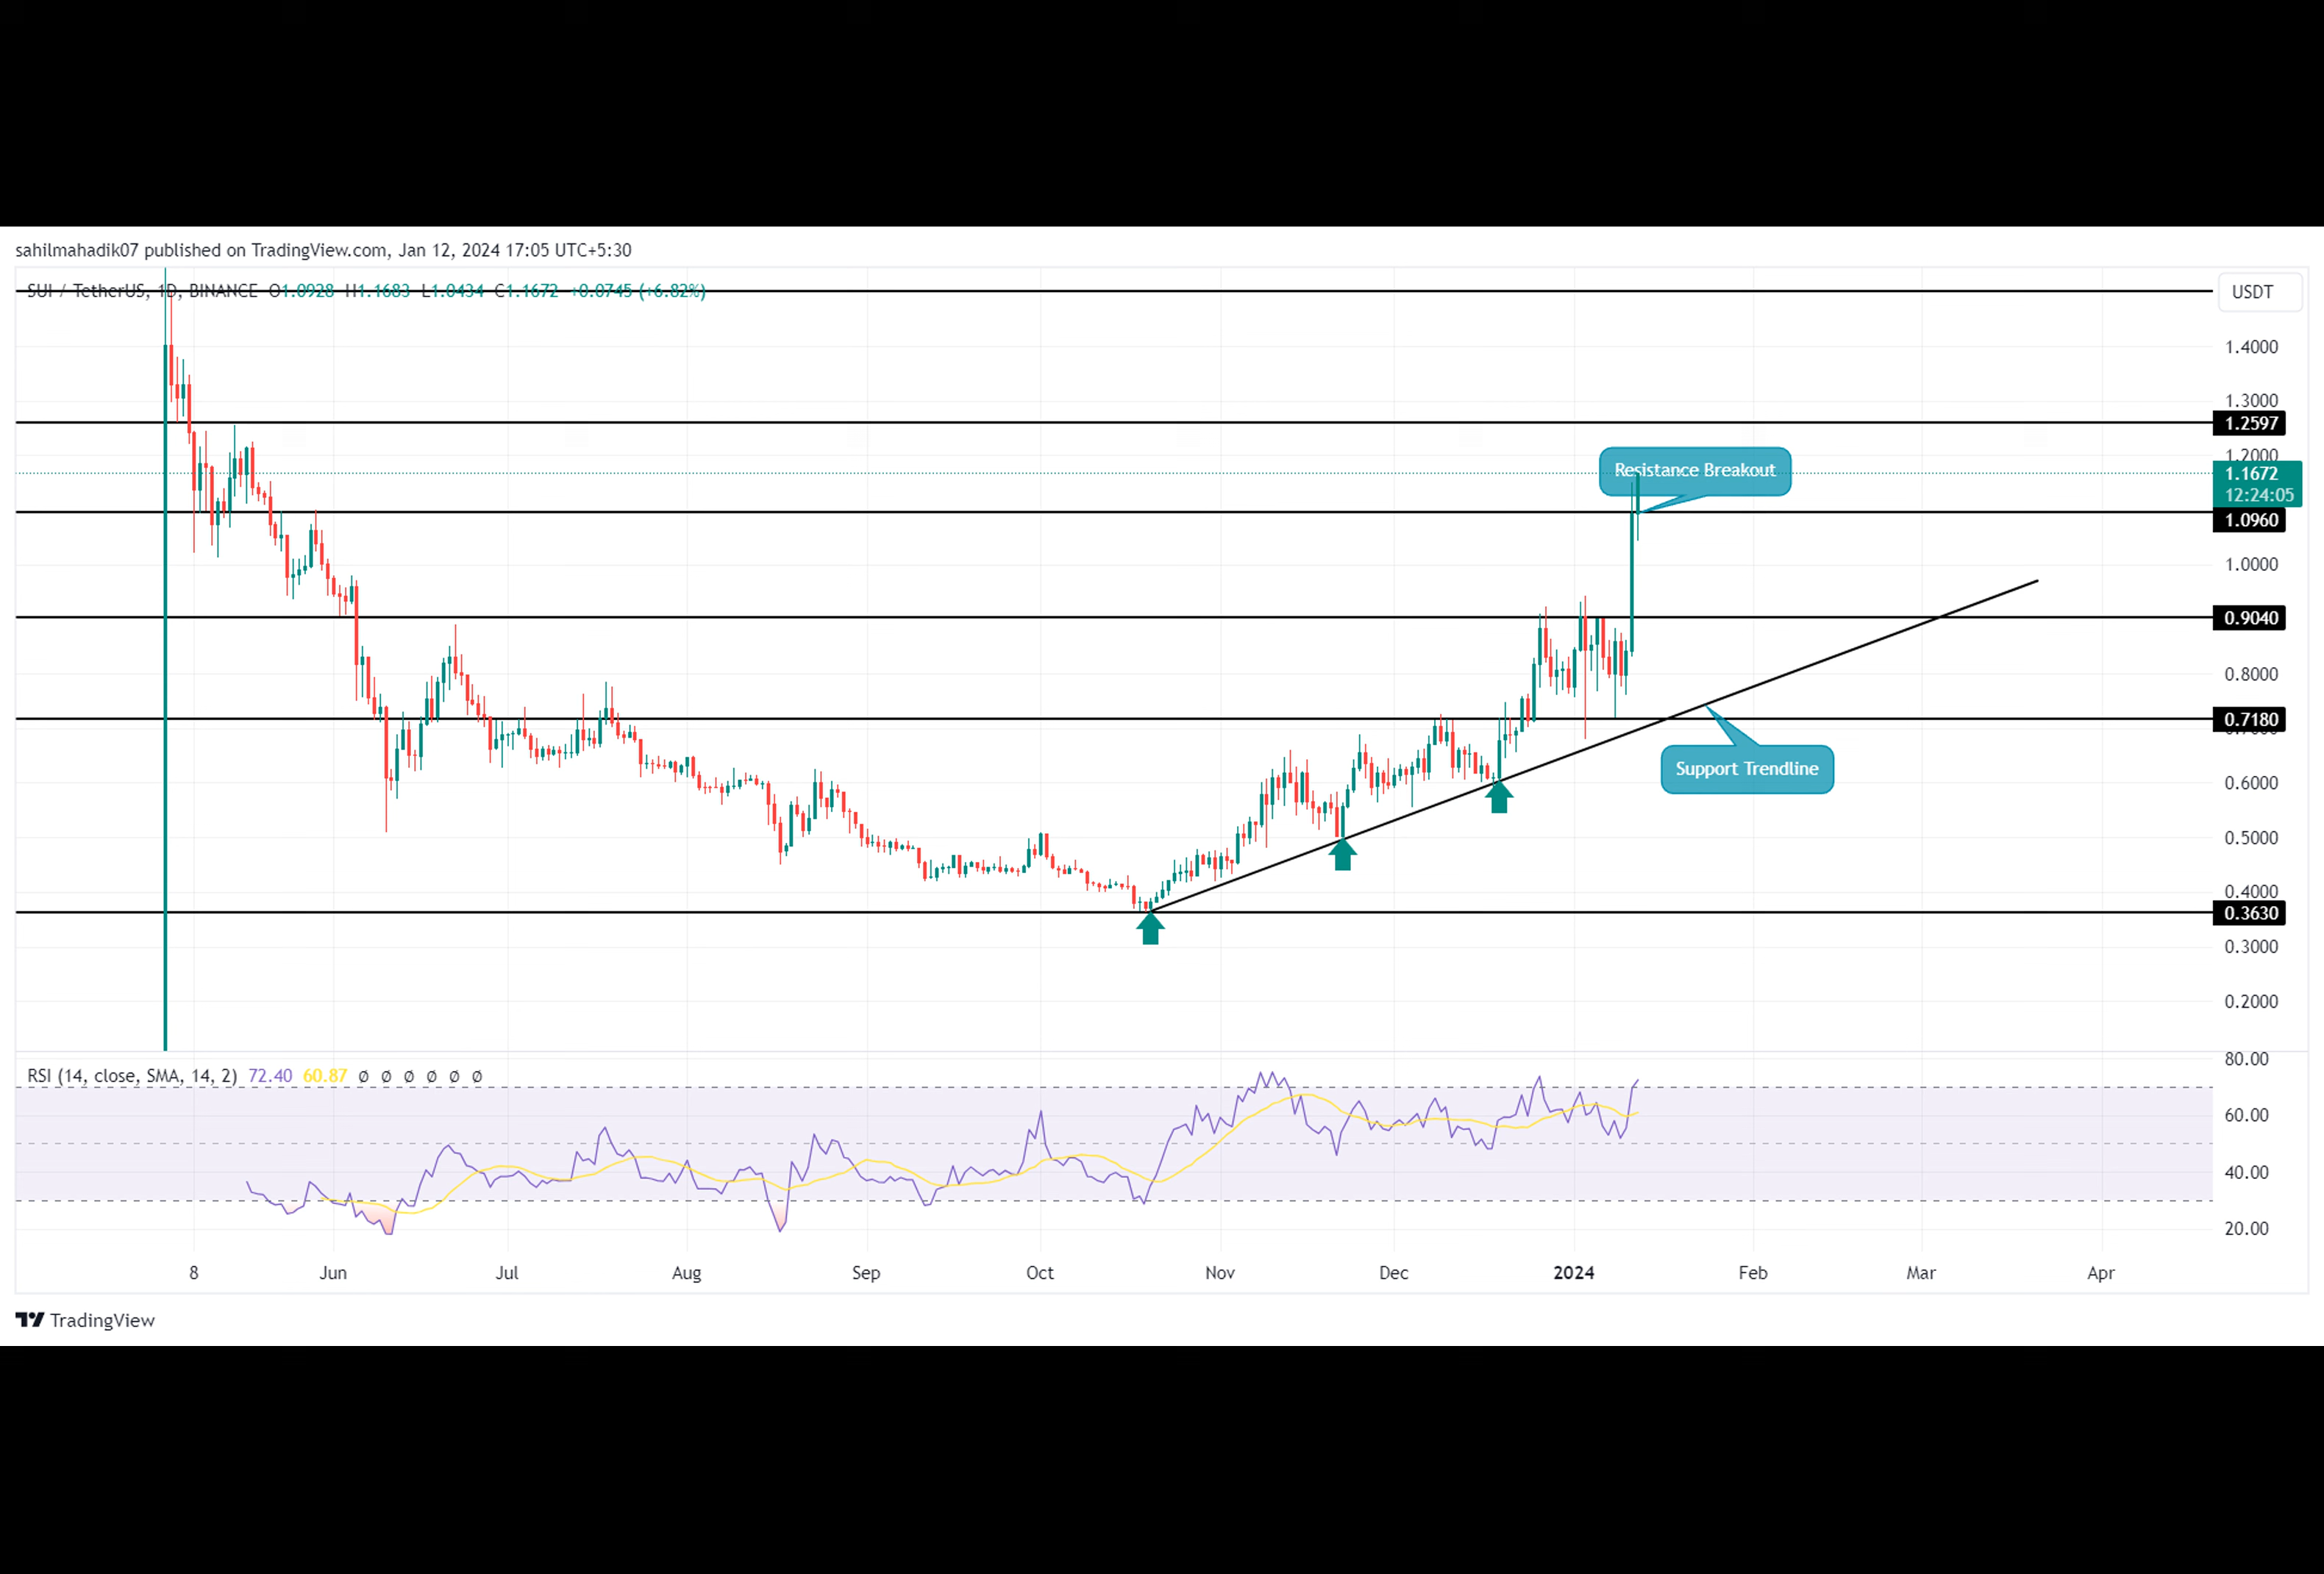 sahilmahadik07 published on TradingView.com, Jan 12, 2024 17:05 UTC+5:30
SUI / TetherUS, 1D, BINANCE O1.0928 H1.1683 L1.0434 C1.1672 +0.0745 (+6.82%)
USDT
1.4000
1.3000
1.2597
1.2000
Resistance Breakout
1.1672
12:24:05
1.0960
1.0000
0.9040
0.8000
0.7180
Support Trendline
0.6000
0.5000
0.4000
0.3630
0.3000
0.2000
80.00
RSI (14, close, SMA, 14, 2) 72.40 60.87 Ø Ø Ø Ø Ø Ø
60.00
40.00
20.00
8 Jun Jul Aug Sep Oct Nov Dec 2024 Feb Mar Apr
TradingView